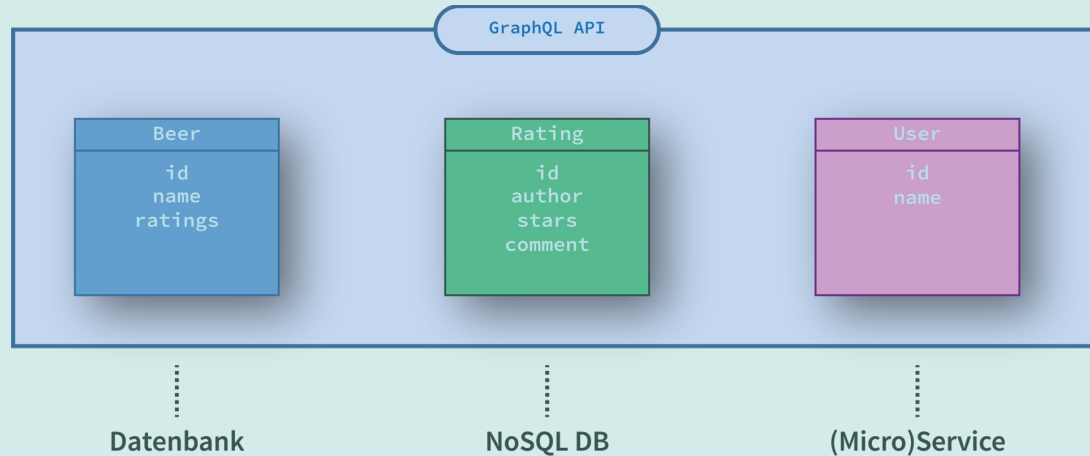 GraphQL API
Beer
id
name
ratings
Rating
id
author
stars
comment
User
id
name
Datenbank
NoSQL DB
(Micro)Service